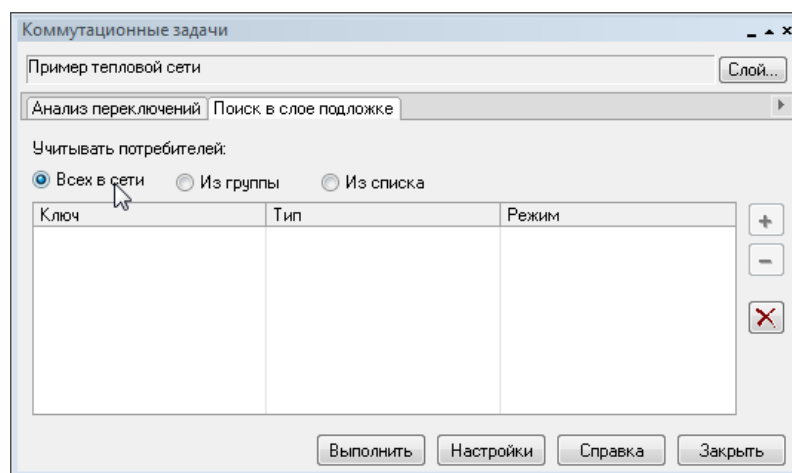 Коммутационные задачи
Пример тепловой сети Слой...
Анализ переключений Поиск в слое подложке
Учитывать потребителей:
Всех в сети Из группы Из списка
Ключ Тип Режим
Выполнить Настройки Справка Закрыть